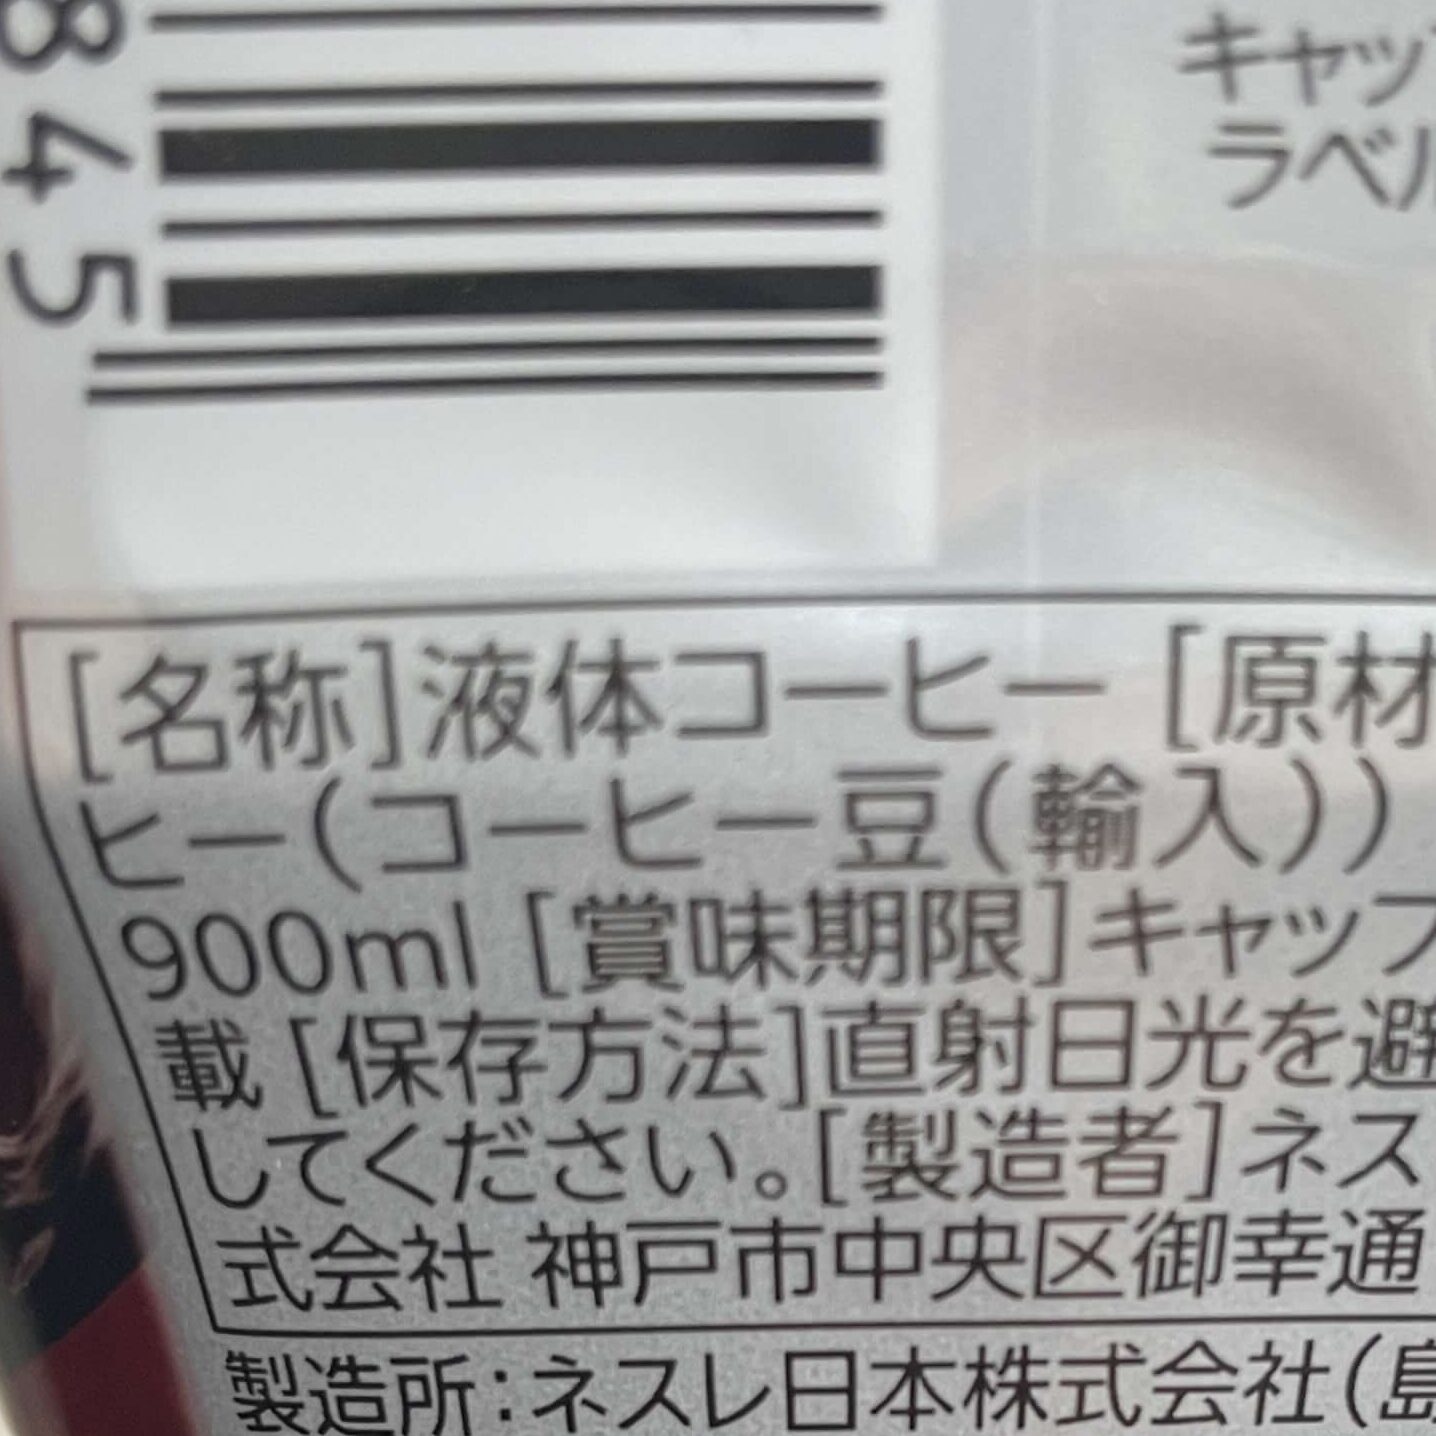 845
キャッ
ラベル
[名称]液体コーヒー [原材
ヒー(コーヒー豆(輸入))
900ml [賞味期限]キャップ
載 [保存方法]直射日光を避
してください。[製造者]ネス
式会社 神戸市中央区御幸通
製造所:ネスレ日本株式会社(島